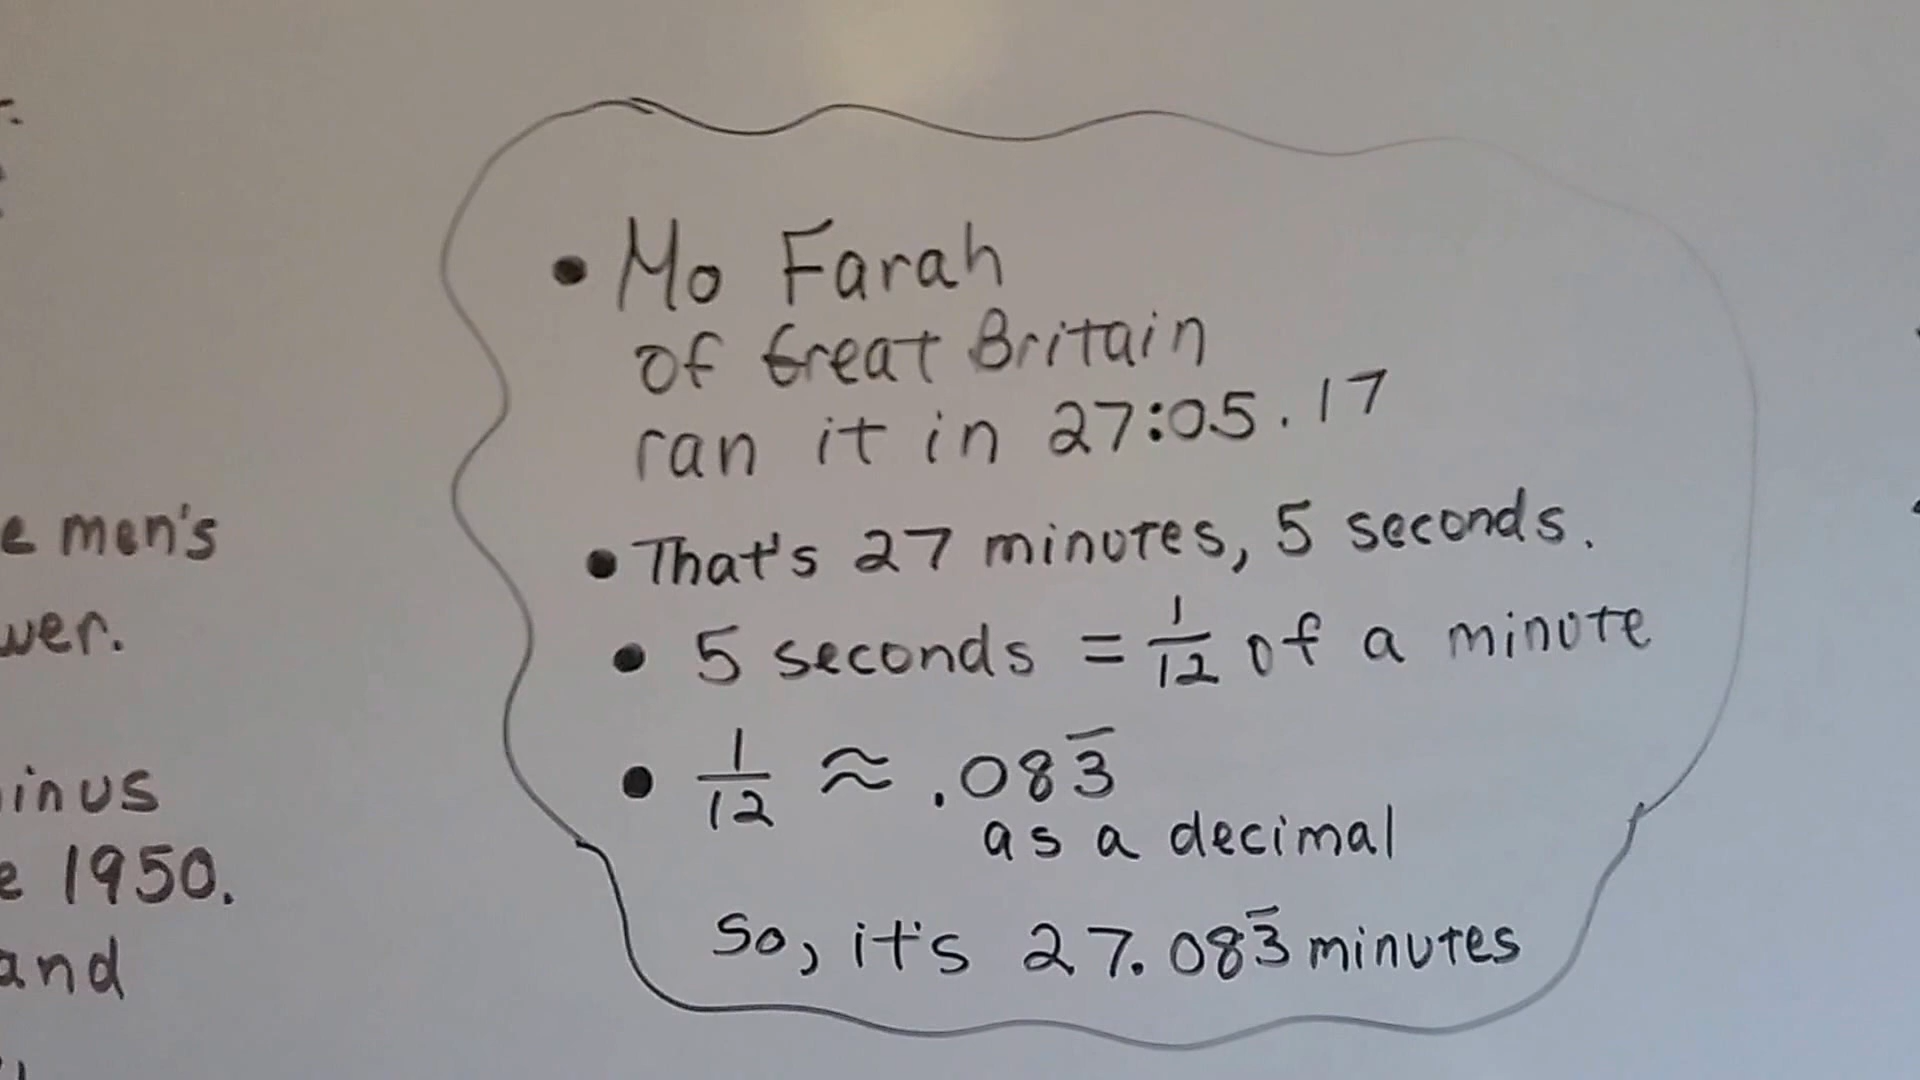 e men's
wer.
inus
e 1950.
and
• Mo Farah
of Great Britain
ran it in 27:05.17
• That's 27 minutes, 5 seconds.
• 5 seconds = 1/12 of a minute
• 1/12 ≈ .083̅
as a decimal
So, it's 27.083̅ minutes